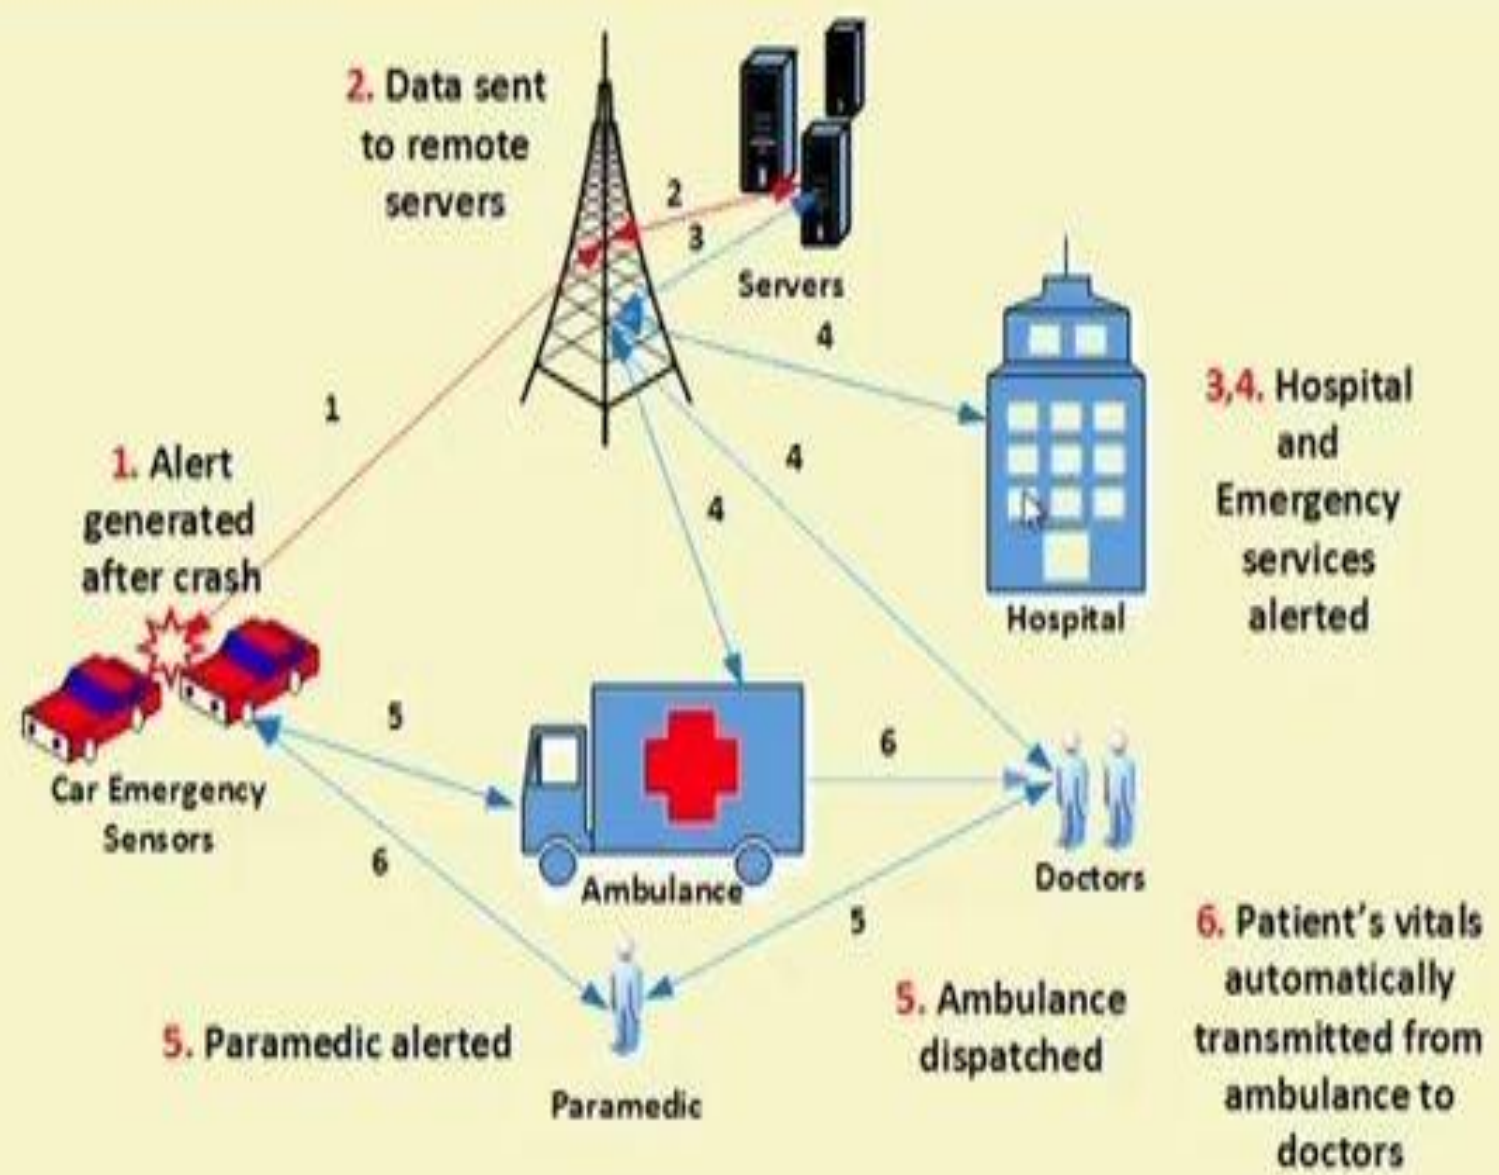 2. Data sent
to remote
servers
2
3
Servers
4
1
3,4. Hospital
and
Emergency
services
alerted
1. Alert
generated
after crash
4
4
Hospital
5
6
Car Emergency
Sensors
6
Ambulance
Doctors
5
5. Paramedic alerted
Paramedic
5. Ambulance
dispatched
6. Patient's vitals
automatically
transmitted from
ambulance to
doctors